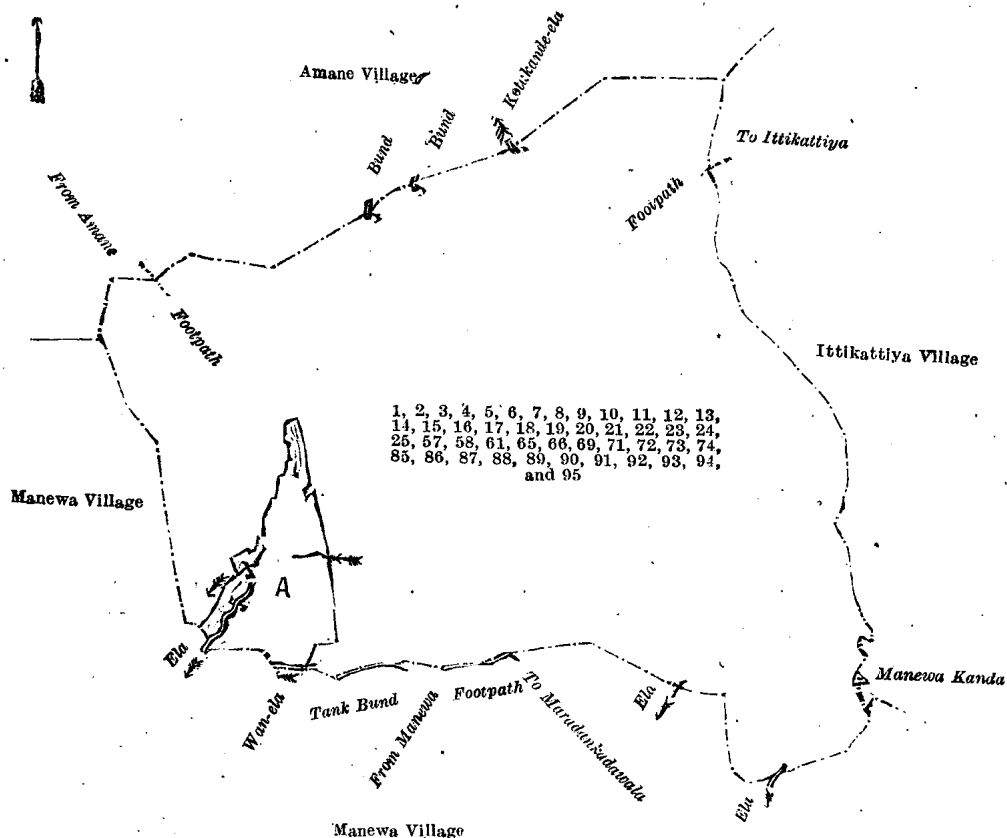 Amane Village
Bund
Bund
Kotukande-ela
To Ittikattiya
Footpath
From Amane
Footpath
Ittikattiya Village
1, 2, 3, 4, 5, 6, 7, 8, 9, 10, 11, 12, 13,
14, 15, 16, 17, 18, 19, 20, 21, 22, 23, 24,
25, 57, 58, 61, 65, 66, 69, 71, 72, 73, 74,
85, 86, 87, 88, 89, 90, 91, 92, 93, 94,
and 95
Manewa Village
A
Ela
Wan-ela
Tank Bund
From Manewa
Footpath
To Maradankadawala
Ela
Manewa Kanda
Ela
Manewa Village